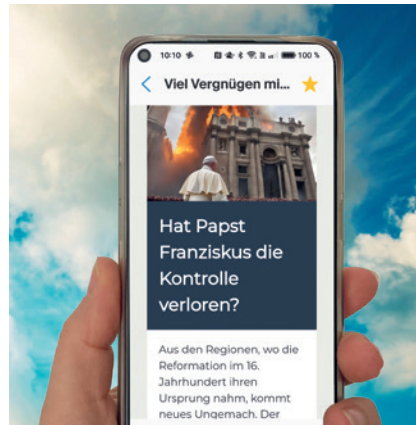 10:10
100 %
Viel Vergnügen mi...
Hat Papst
Franziskus die
Kontrolle
verloren?
Aus den Regionen, wo die
Reformation im 16.
Jahrhundert ihren
Ursprung nahm, kommt
neues Ungemach. Der